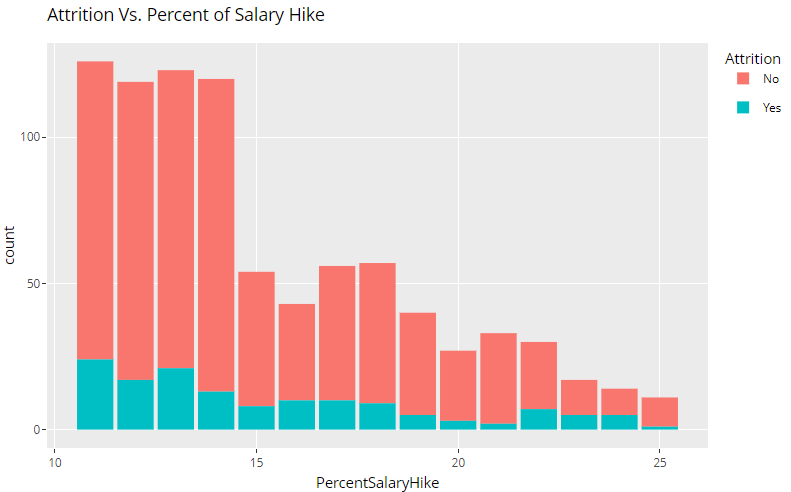 Attrition Vs. Percent of Salary Hike
Attrition
No
Yes
count
100
50
0
10
15
20
25
PercentSalaryHike